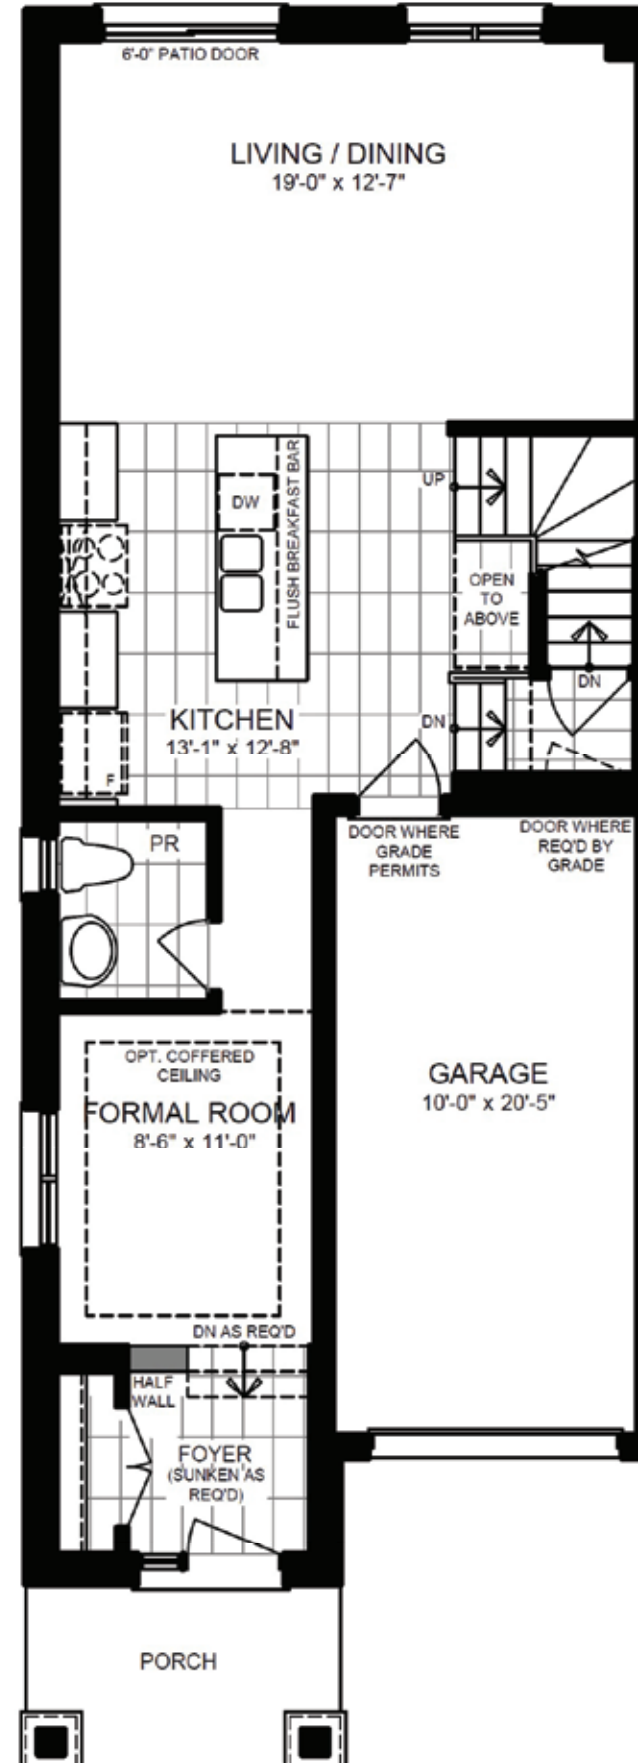 6'-0" PATIO DOOR
LIVING / DINING
19'-0" x 12'-7"
UP
DW
FLUSH BREAKFAST BAR
OPEN
TO
ABOVE
DN
DN
KITCHEN
13'-1" x 12'-8"
F
DOOR WHERE
GRADE
PERMITS
DOOR WHERE
REQ'D BY
GRADE
PR
OPT. COFFERED
CEILING
FORMAL ROOM
8'-6" x 11'-0"
GARAGE
10'-0" x 20'-5"
DN AS REQ'D
HALF
WALL
FOYER
(SUNKEN AS
REQ'D)
PORCH